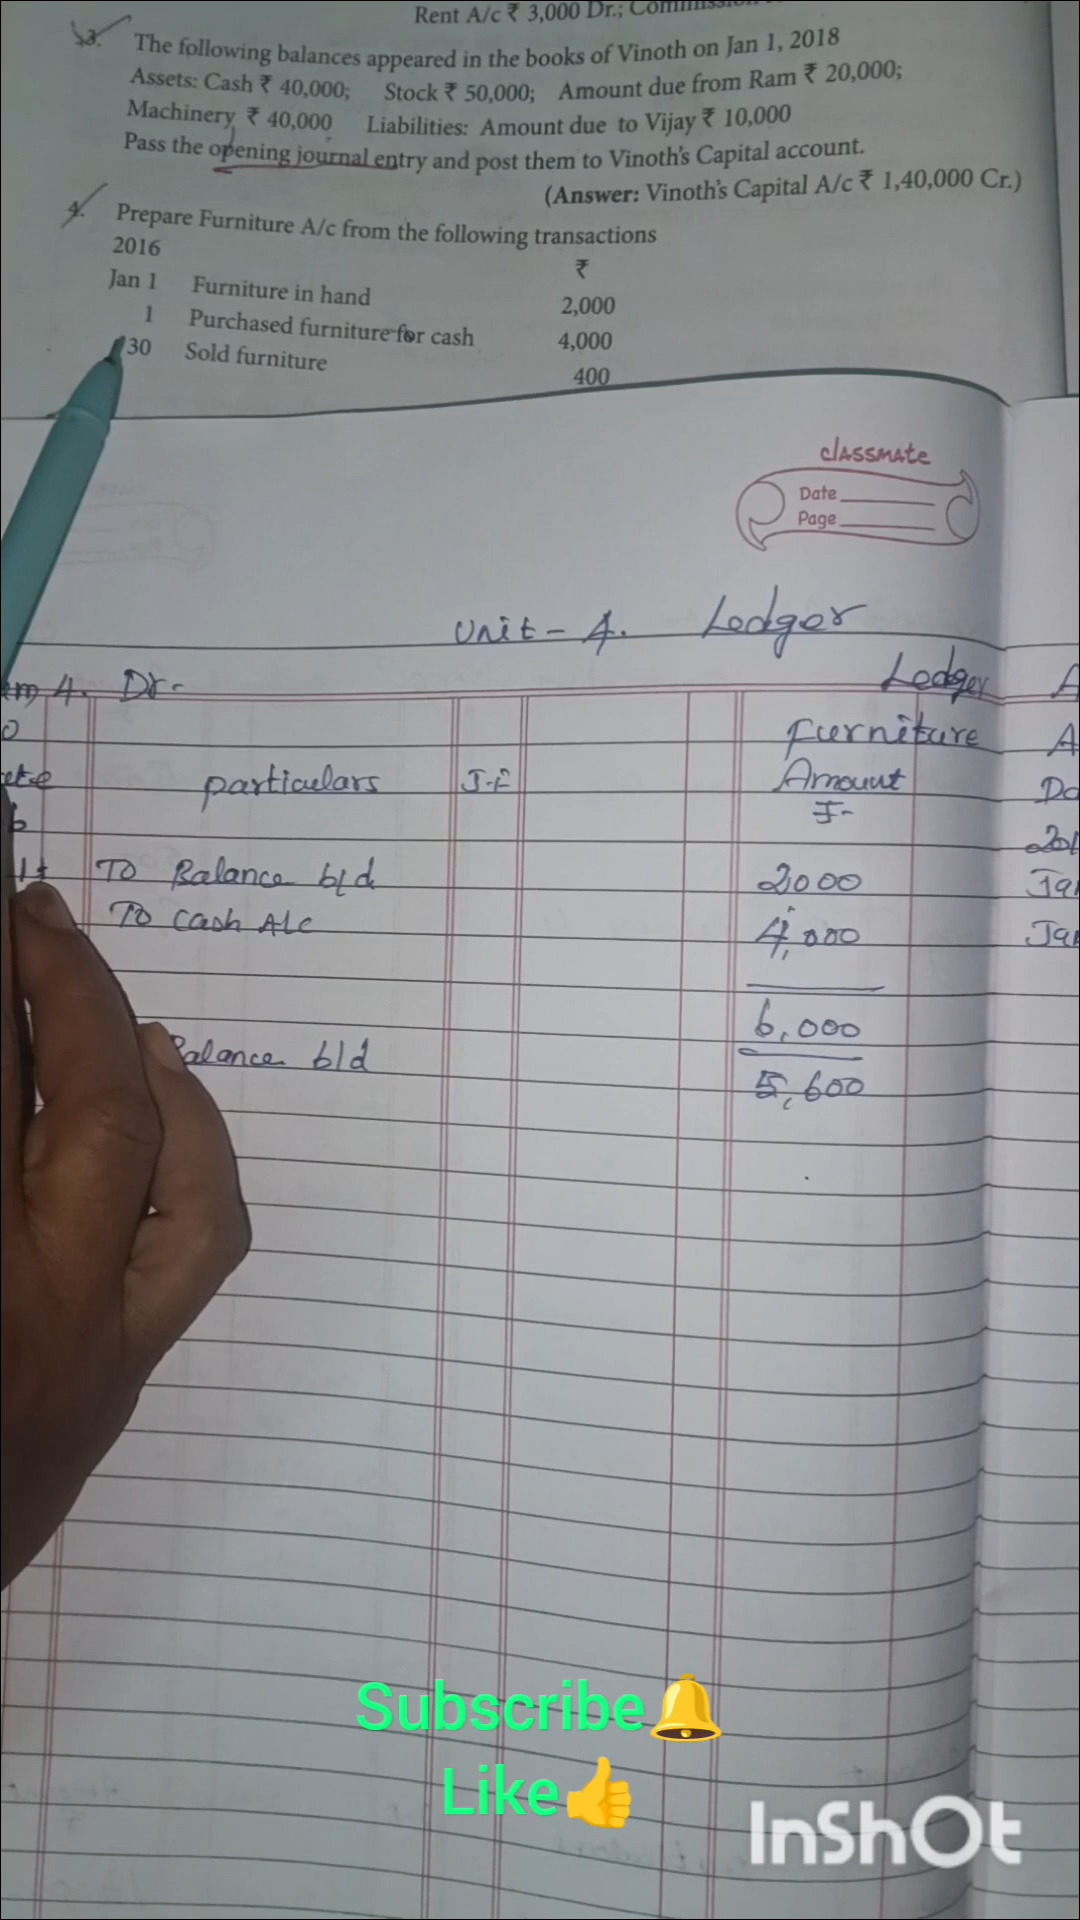 Rent A/c ₹ 3,000 Dr.;
3. The following balances appeared in the books of Vinoth on Jan 1, 2018
Assets: Cash ₹ 40,000; Stock ₹ 50,000; Amount due from Ram ₹ 20,000;
Machinery ₹ 40,000 Liabilities: Amount due to Vijay ₹ 10,000
Pass the opening journal entry and post them to Vinoth's Capital account.
(Answer: Vinoth's Capital A/c ₹ 1,40,000 Cr.)
4. Prepare Furniture A/c from the following transactions
2016 ₹
Jan 1 Furniture in hand 2,000
1 Purchased furniture for cash 4,000
30 Sold furniture 400
classmate
Date
Page
Unit - 4. Ledger
4. Dr. Ledger
Furniture
particulars J.F Amount
To Balance b/d 2,000
To Cash A/c 4,000
6,000
Balance b/d 5,600
Subscribe🔔
Like👍
InShOt